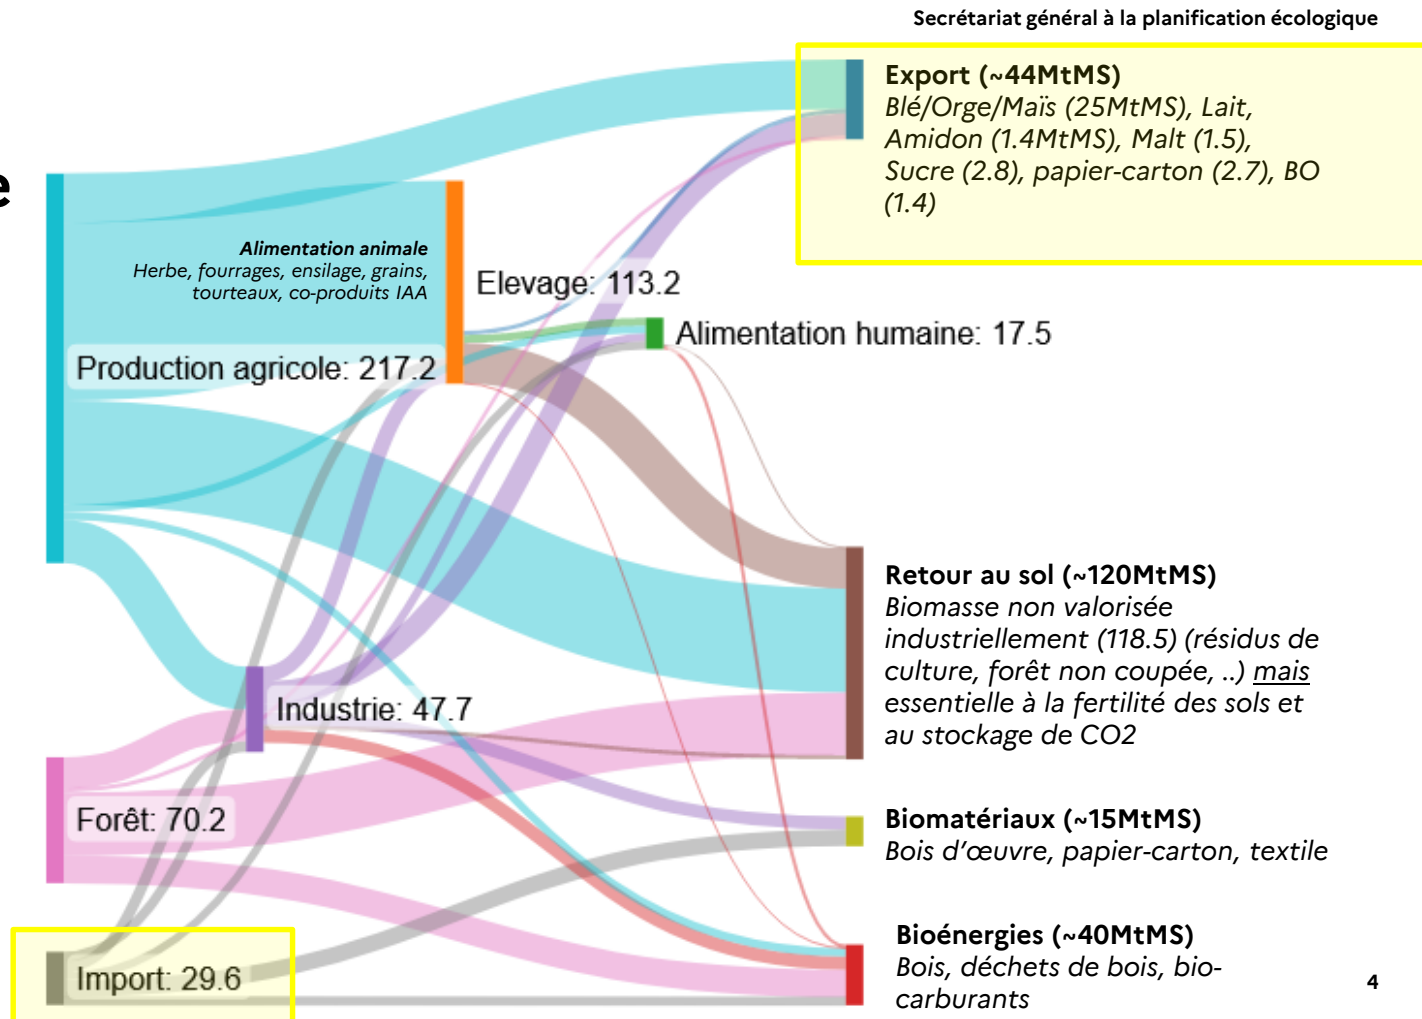 Secrétariat général à la planification écologique
e
Export (~44MtMS)
Blé/Orge/Maïs (25MtMS), Lait,
Amidon (1.4MtMS), Malt (1.5),
Sucre (2.8), papier-carton (2.7), BO
(1.4)
Alimentation animale
Herbe, fourrages, ensilage, grains,
tourteaux, co-produits IAA
Elevage: 113.2
Alimentation humaine: 17.5
Production agricole: 217.2
Retour au sol (~120MtMS)
Biomasse non valorisée
industriellement (118.5) (résidus de
culture, forêt non coupée, ..) mais
essentielle à la fertilité des sols et
au stockage de CO2
Industrie: 47.7
Forêt: 70.2
Biomatériaux (~15MtMS)
Bois d’œuvre, papier-carton, textile
Import: 29.6
Bioénergies (~40MtMS)
Bois, déchets de bois, bio-
carburants
4